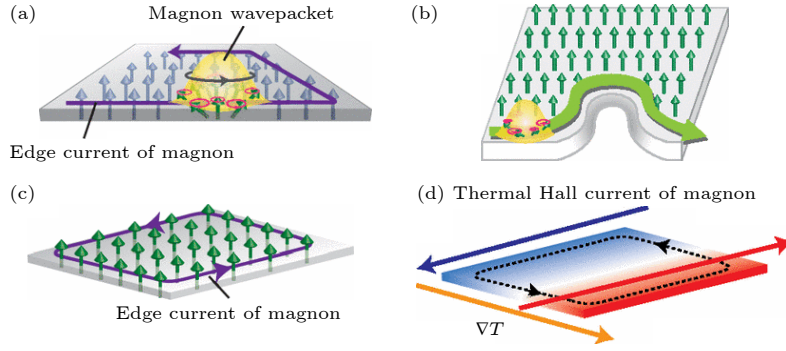 (a)
Magnon wavepacket
Edge current of magnon
(b)
(c)
Edge current of magnon
(d) Thermal Hall current of magnon
∇T